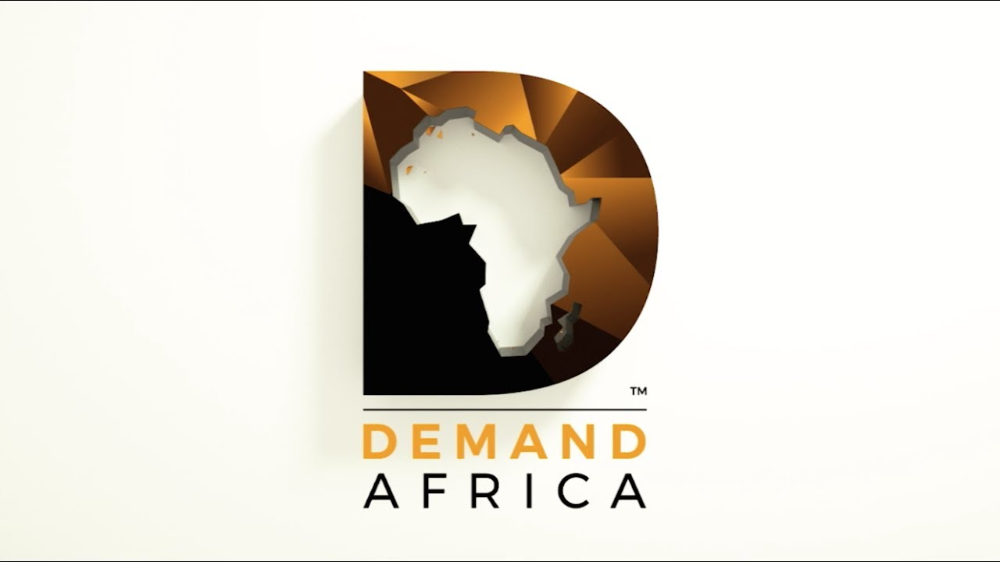 ™
DEMAND
AFRICA